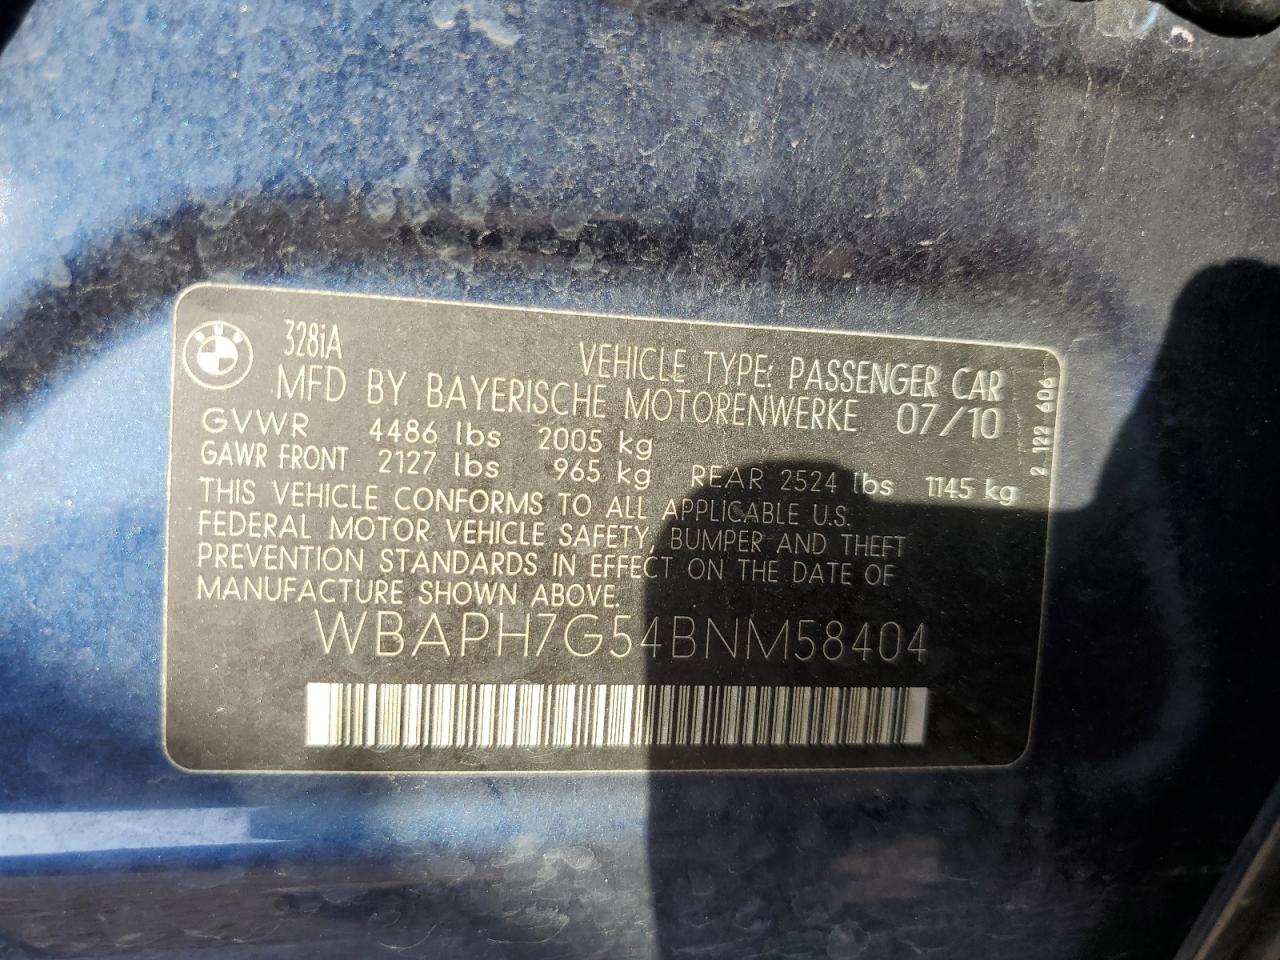 BMW
328iA
VEHICLE TYPE: PASSENGER CAR
MFD BY BAYERISCHE MOTORENWERKE 07/10
GVWR 4486 lbs 2005 kg
GAWR FRONT 2127 lbs 965 kg REAR 2524 lbs 1145 kg
THIS VEHICLE CONFORMS TO ALL APPLICABLE U.S.
FEDERAL MOTOR VEHICLE SAFETY, BUMPER AND THEFT
PREVENTION STANDARDS IN EFFECT ON THE DATE OF
MANUFACTURE SHOWN ABOVE.
WBAPH7G54BNM58404
2 122 606